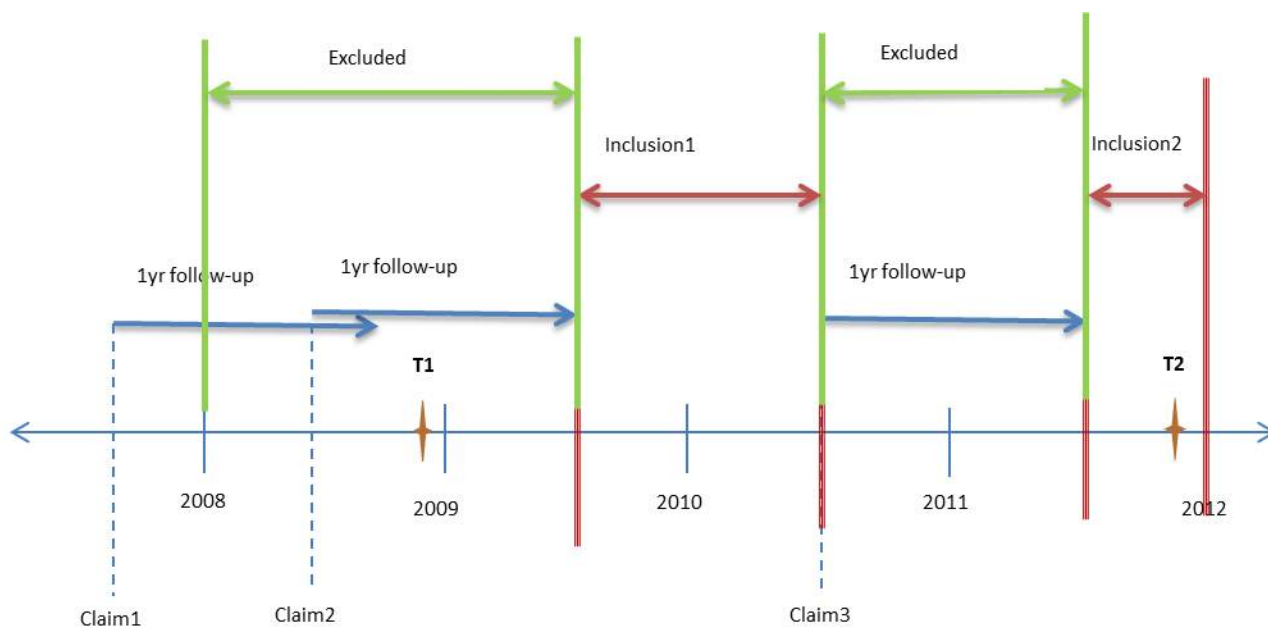 Excluded
Excluded
Inclusion1
Inclusion2
1yr follow-up
1yr follow-up
1yr follow-up
T1
T2
2008
2009
2010
2011
2012
Claim1
Claim2
Claim3